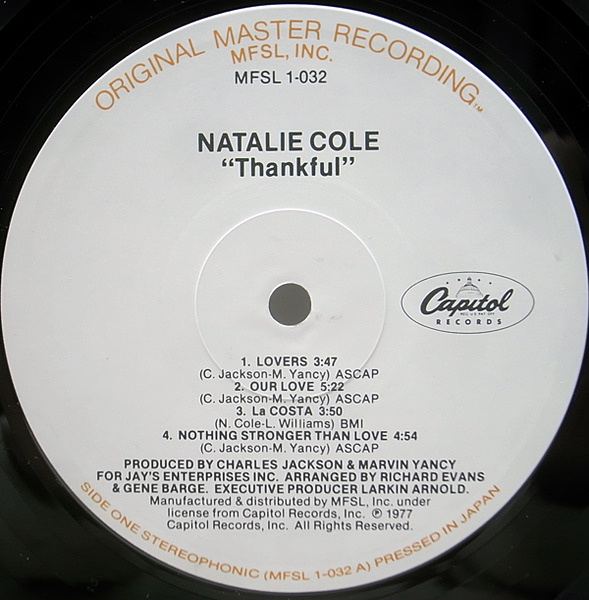 ORIGINAL MASTER RECORDING™
MFSL, INC.
MFSL 1-032
NATALIE COLE
“Thankful”
Capitol
REG. U.S. PAT. OFF.
RECORDS
1. LOVERS 3:47
(C. Jackson-M. Yancy) ASCAP
2. OUR LOVE 5:22
(C. Jackson-M. Yancy) ASCAP
3. La COSTA 3:50
(N. Cole-L. Williams) BMI
4. NOTHING STRONGER THAN LOVE 4:54
(C. Jackson-M. Yancy) ASCAP
PRODUCED BY CHARLES JACKSON & MARVIN YANCY
FOR JAY'S ENTERPRISES INC. ARRANGED BY RICHARD EVANS
& GENE BARGE. EXECUTIVE PRODUCER LARKIN ARNOLD.
Manufactured & distributed by MFSL, Inc. under
license from Capitol Records, Inc. ℗ 1977
Capitol Records, Inc. All Rights Reserved.
SIDE ONE STEREOPHONIC (MFSL 1-032 A) PRESSED IN JAPAN